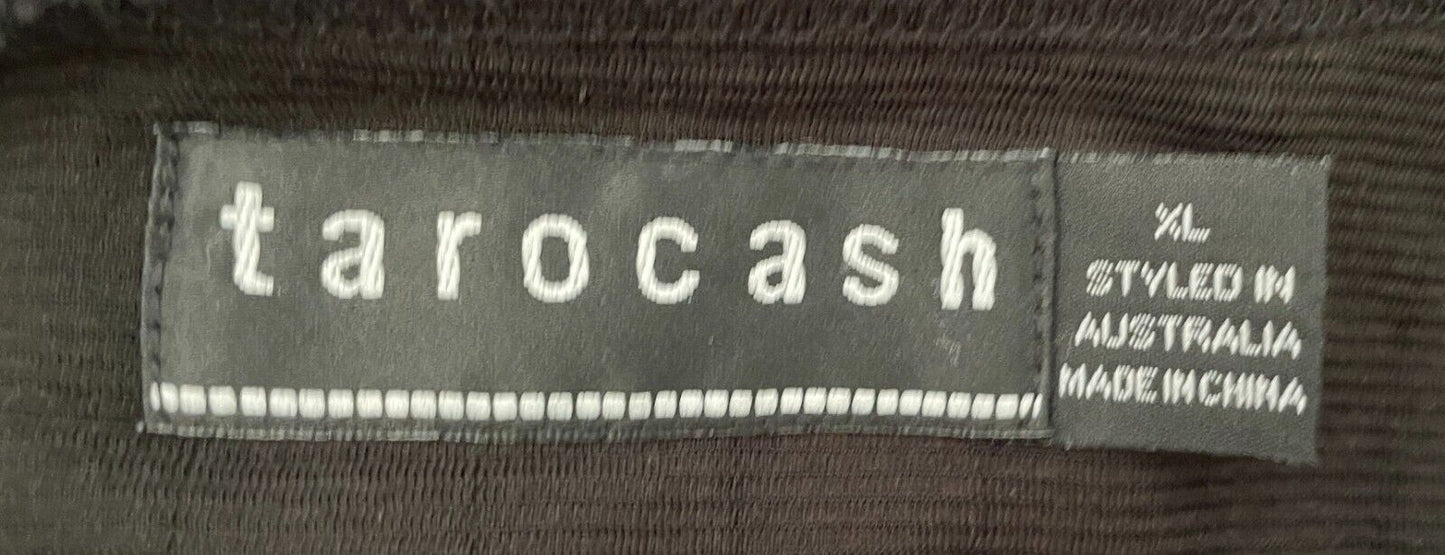 tarocash
XL
STYLED IN
AUSTRALIA
MADE IN CHINA